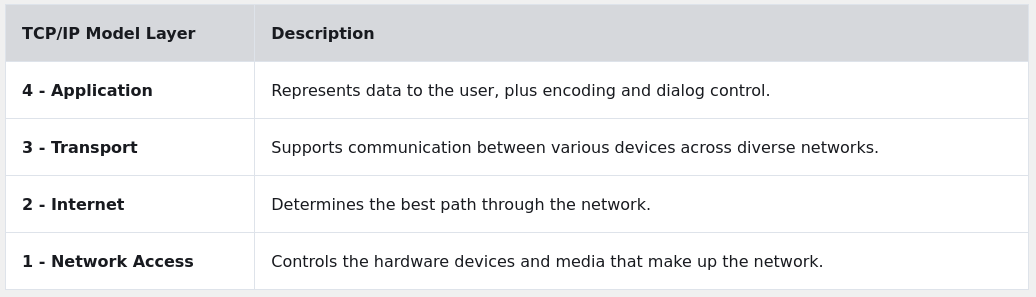 TCP/IP Model Layer Description
4 - Application Represents data to the user, plus encoding and dialog control.
3 - Transport Supports communication between various devices across diverse networks.
2 - Internet Determines the best path through the network.
1 - Network Access Controls the hardware devices and media that make up the network.